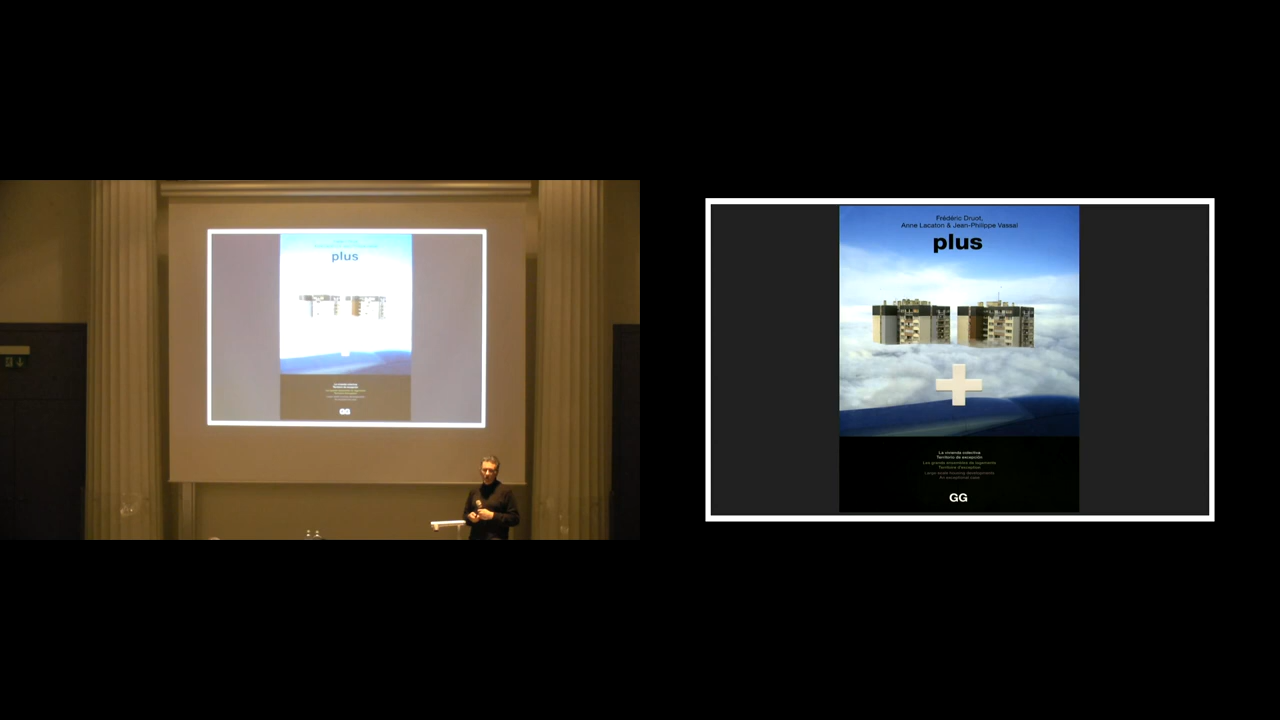 plus
GG
Frédéric Druot,
Anne Lacaton & Jean-Philippe Vassal
plus
La vivienda colectiva
Territorio de excepción
Les grands ensembles de logements
Territoire d'exception
Large-scale housing developments
An exceptional case
GG